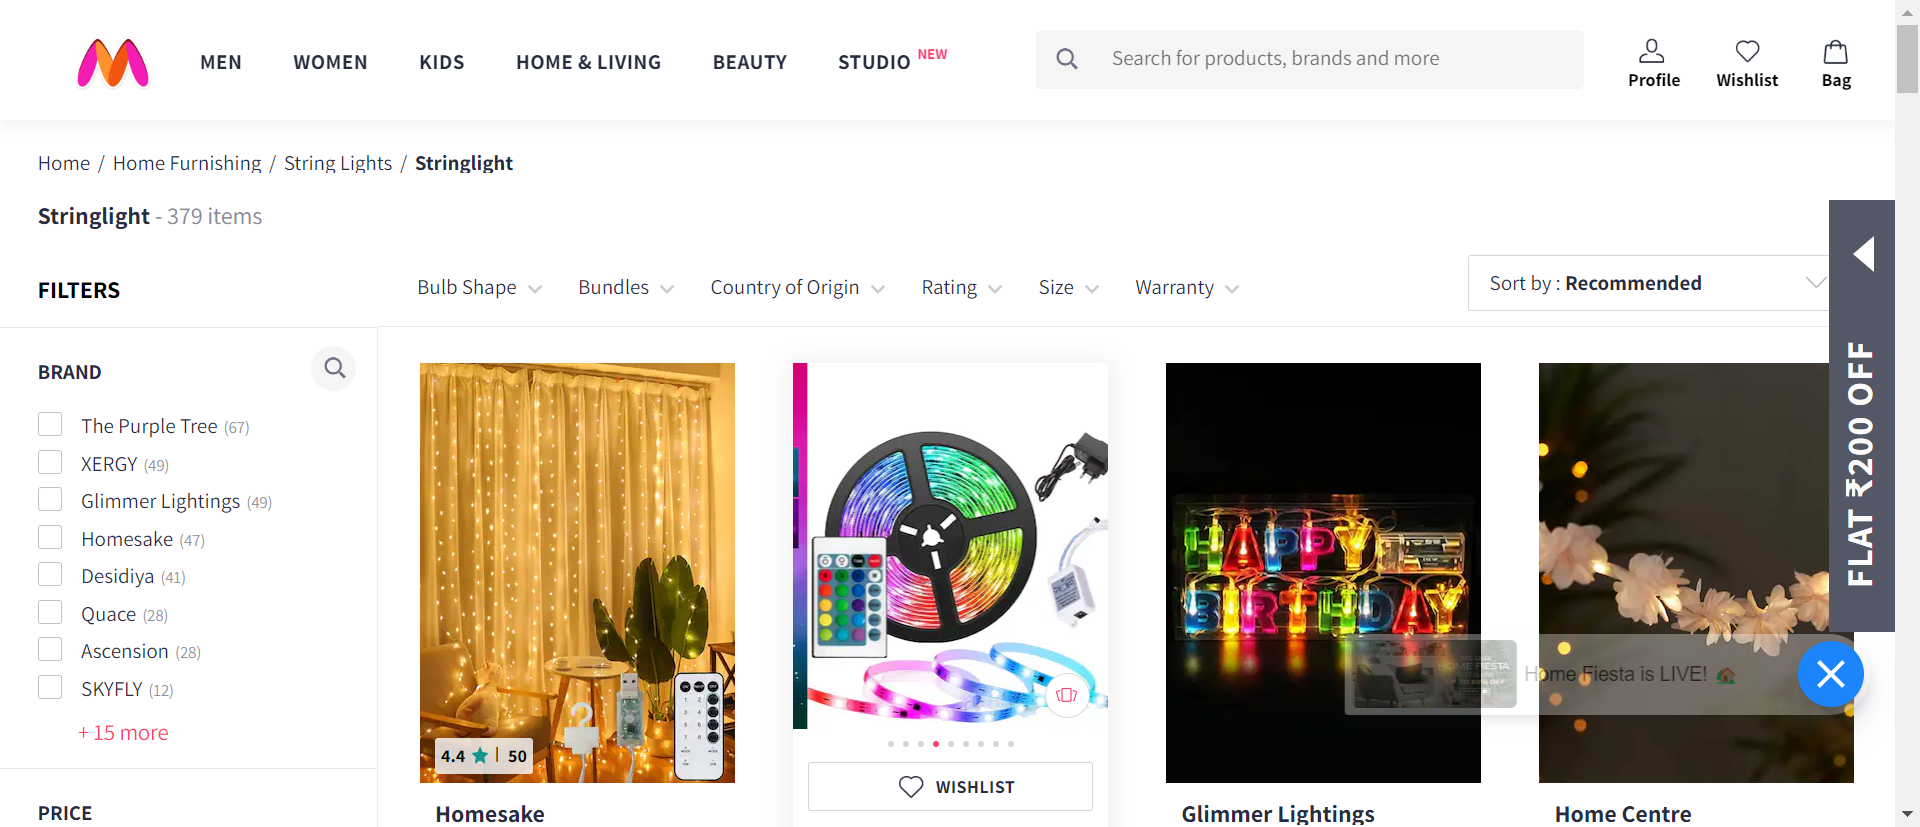 MEN WOMEN KIDS HOME & LIVING BEAUTY STUDIO NEW
Search for products, brands and more
Profile Wishlist Bag
Home / Home Furnishing / String Lights / Stringlight
Stringlight - 379 items
FILTERS
Bulb Shape Bundles Country of Origin Rating Size Warranty
Sort by : Recommended
FLAT ₹200 OFF
BRAND
The Purple Tree (67)
XERGY (49)
Glimmer Lightings (49)
Homesake (47)
Desidiya (41)
Quace (28)
Ascension (28)
SKYFLY (12)
+ 15 more
PRICE
4.4 | 50
Homesake
WISHLIST
HAPPY
BIRTHDAY
Glimmer Lightings
HOME FIESTA
Home Fiesta is LIVE!
Home Centre